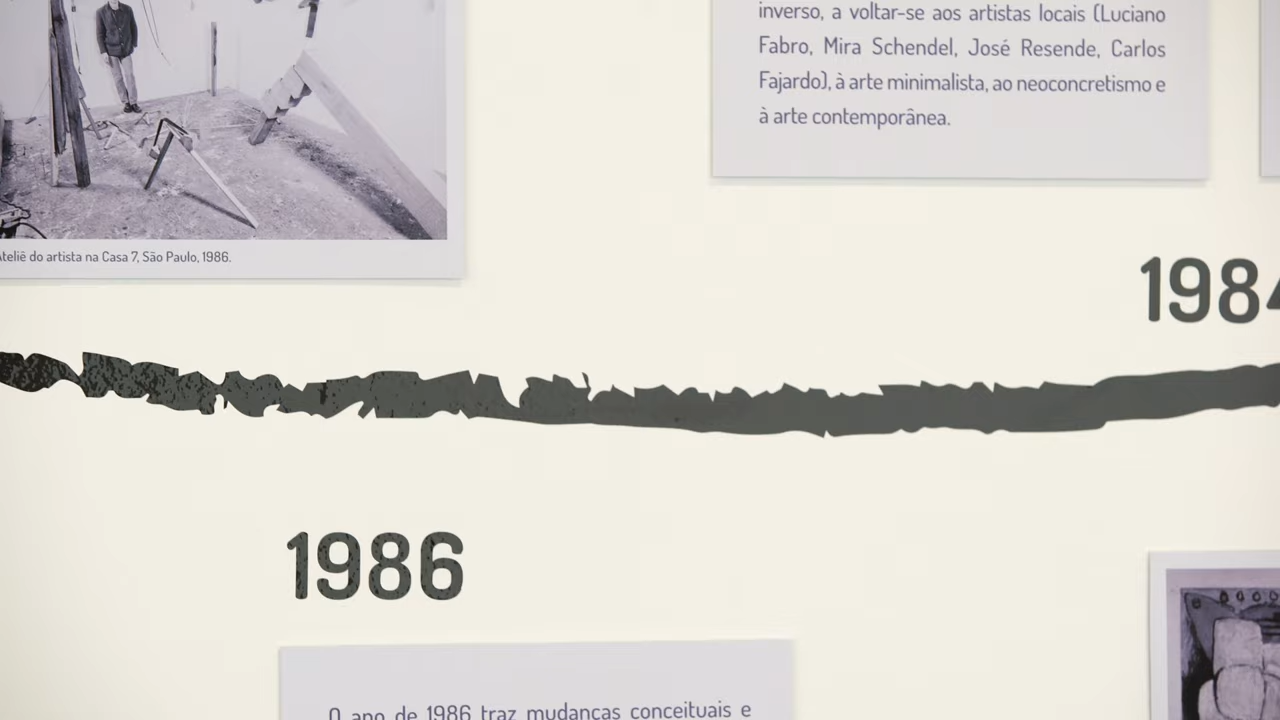 inverso, a voltar-se aos artistas locais (Luciano
Fabro, Mira Schendel, José Resende, Carlos
Fajardo), à arte minimalista, ao neoconcretismo e
à arte contemporânea.
Ateliê do artista na Casa 7, São Paulo, 1986.
1984
1986
O ano de 1986 traz mudanças conceituais e